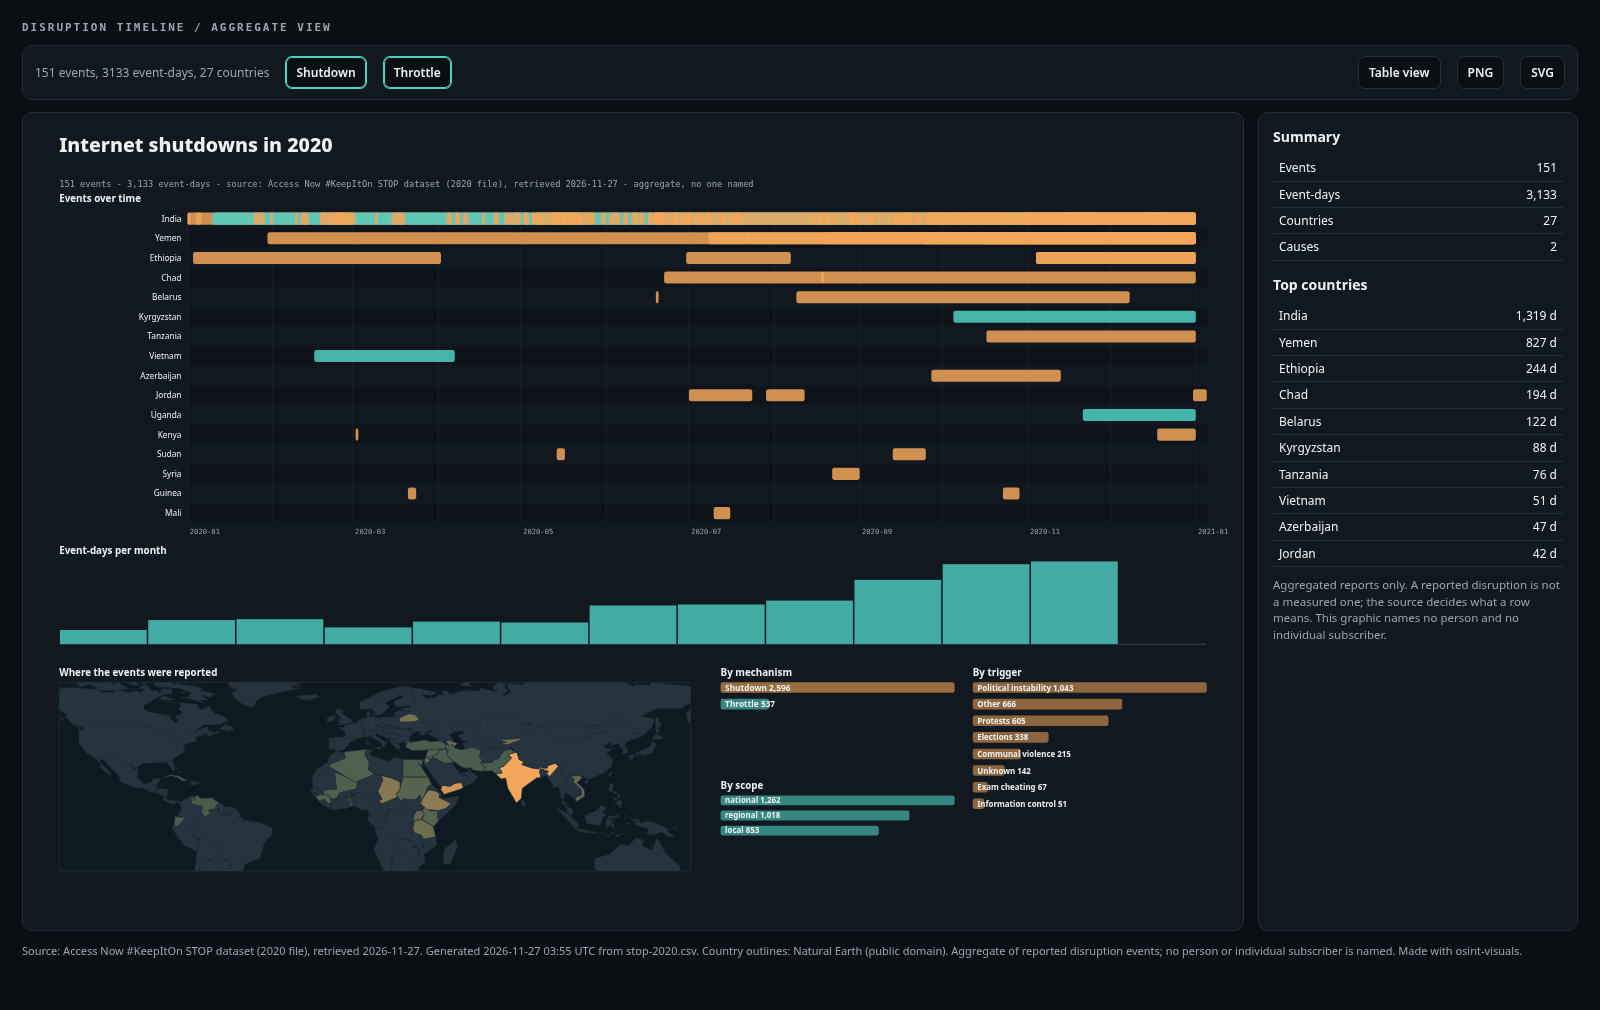 DISRUPTION TIMELINE / AGGREGATE VIEW
151 events, 3133 event-days, 27 countries
Shutdown
Throttle
Table view
PNG
SVG
Internet shutdowns in 2020
151 events - 3,133 event-days - source: Access Now #KeepItOn STOP dataset (2020 file), retrieved 2026-11-27 - aggregate, no one named
Events over time
India
Yemen
Ethiopia
Chad
Belarus
Kyrgyzstan
Tanzania
Vietnam
Azerbaijan
Jordan
Uganda
Kenya
Sudan
Syria
Guinea
Mali
2020-01 2020-03 2020-05 2020-07 2020-09 2020-11 2021-01
Event-days per month
Where the events were reported
By mechanism
Shutdown 2,596
Throttle 537
By scope
national 1,262
regional 1,018
local 853
By trigger
Political instability 1,043
Other 666
Protests 605
Elections 338
Communal violence 215
Unknown 142
Exam cheating 67
Information control 51
Summary
Events 151
Event-days 3,133
Countries 27
Causes 2
Top countries
India 1,319 d
Yemen 827 d
Ethiopia 244 d
Chad 194 d
Belarus 122 d
Kyrgyzstan 88 d
Tanzania 76 d
Vietnam 51 d
Azerbaijan 47 d
Jordan 42 d
Aggregated reports only. A reported disruption is not
a measured one; the source decides what a row
means. This graphic names no person and no
individual subscriber.
Source: Access Now #KeepItOn STOP dataset (2020 file), retrieved 2026-11-27. Generated 2026-11-27 03:55 UTC from stop-2020.csv. Country outlines: Natural Earth (public domain). Aggregate of reported disruption events; no person or individual subscriber is named. Made with osint-visuals.